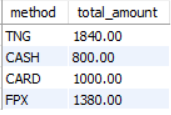 method total_amount
TNG 1840.00
CASH 800.00
CARD 1000.00
FPX 1380.00